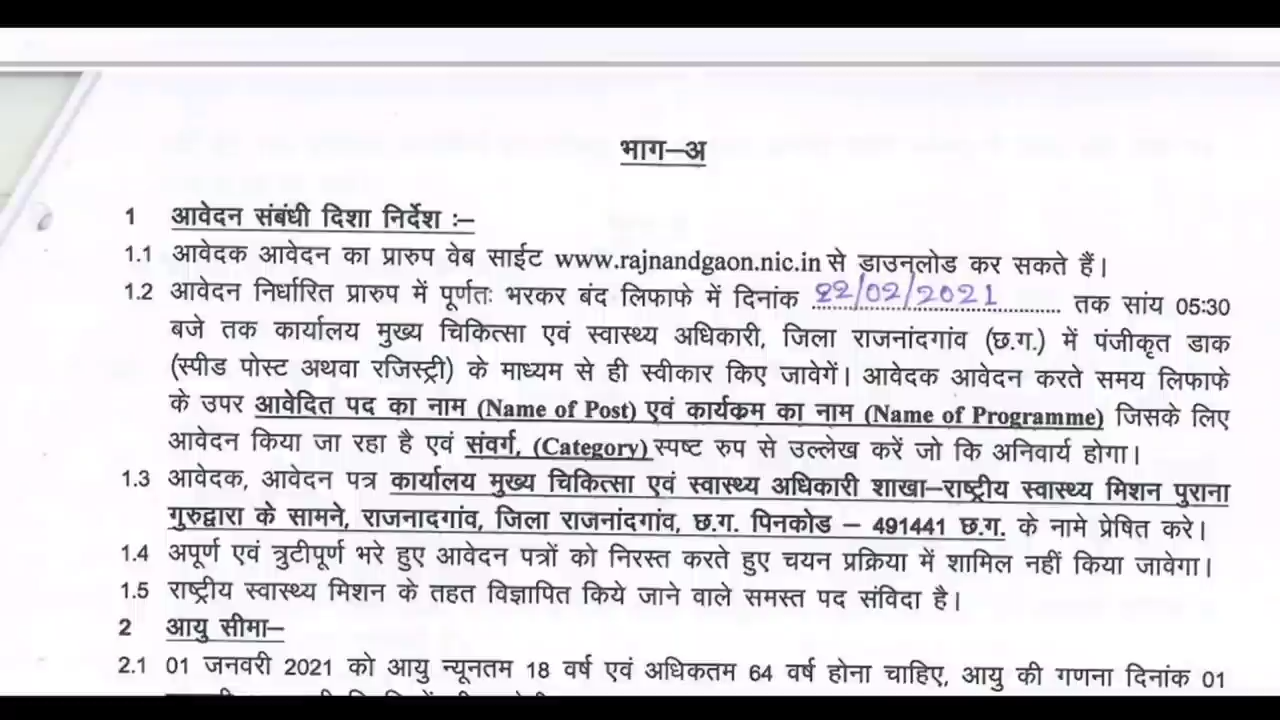 भाग–अ
1 आवेदन संबंधी दिशा निर्देश :–
1.1 आवेदक आवेदन का प्रारुप वेब साईट www.rajnandgaon.nic.in से डाउनलोड कर सकते हैं।
1.2 आवेदन निर्धारित प्रारुप में पूर्णतः भरकर बंद लिफाफे में दिनांक 22/02/2021 तक सांय 05:30
बजे तक कार्यालय मुख्य चिकित्सा एवं स्वास्थ्य अधिकारी, जिला राजनांदगांव (छ.ग.) में पंजीकृत डाक
(स्पीड पोस्ट अथवा रजिस्ट्री) के माध्यम से ही स्वीकार किए जावेगें। आवेदक आवेदन करते समय लिफाफे
के उपर आवेदित पद का नाम (Name of Post) एवं कार्यकम का नाम (Name of Programme) जिसके लिए
आवेदन किया जा रहा है एवं संवर्ग, (Category) स्पष्ट रुप से उल्लेख करें जो कि अनिवार्य होगा।
1.3 आवेदक, आवेदन पत्र कार्यालय मुख्य चिकित्सा एवं स्वास्थ्य अधिकारी शाखा–राष्ट्रीय स्वास्थ्य मिशन पुराना
गुरुद्वारा के सामने, राजनादगांव, जिला राजनांदगांव, छ.ग. पिनकोड – 491441 छ.ग. के नामे प्रेषित करे।
1.4 अपूर्ण एवं त्रुटीपूर्ण भरे हुए आवेदन पत्रों को निरस्त करते हुए चयन प्रक्रिया में शामिल नहीं किया जावेगा।
1.5 राष्ट्रीय स्वास्थ्य मिशन के तहत विज्ञापित किये जाने वाले समस्त पद संविदा है।
2 आयु सीमा–
2.1 01 जनवरी 2021 को आयु न्यूनतम 18 वर्ष एवं अधिकतम 64 वर्ष होना चाहिए, आयु की गणना दिनांक 01